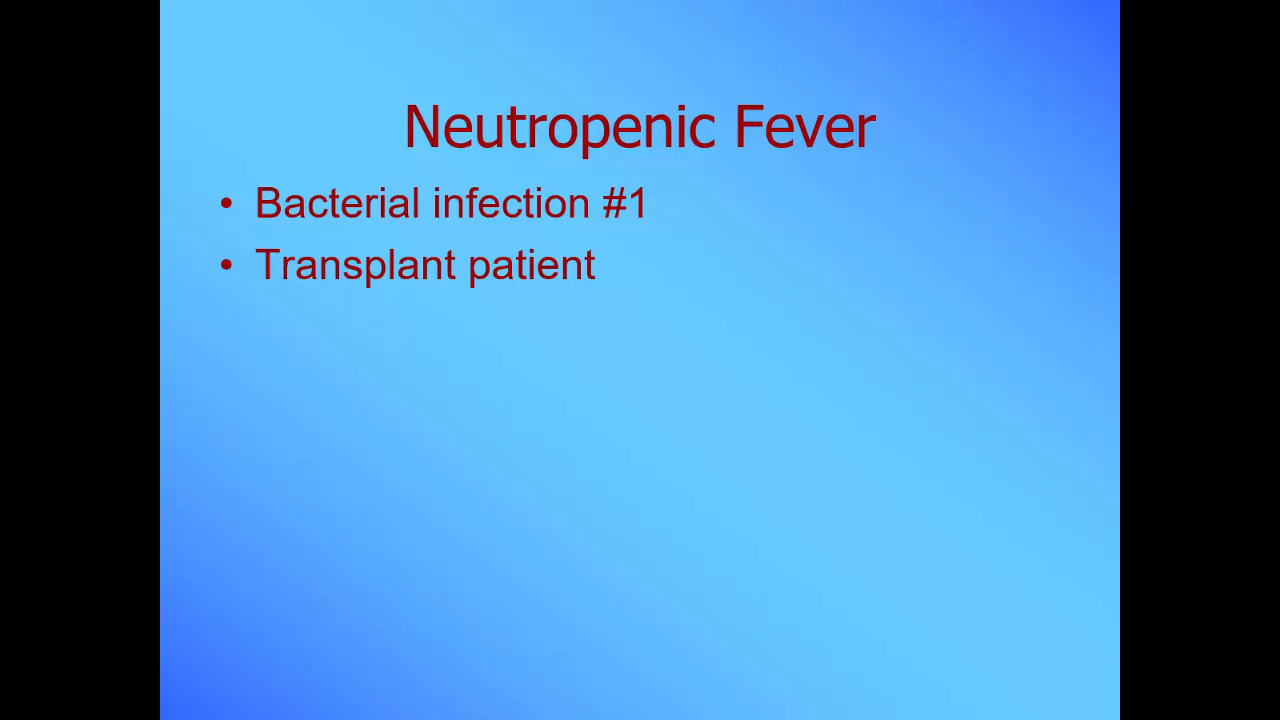 Neutropenic Fever
• Bacterial infection #1
• Transplant patient